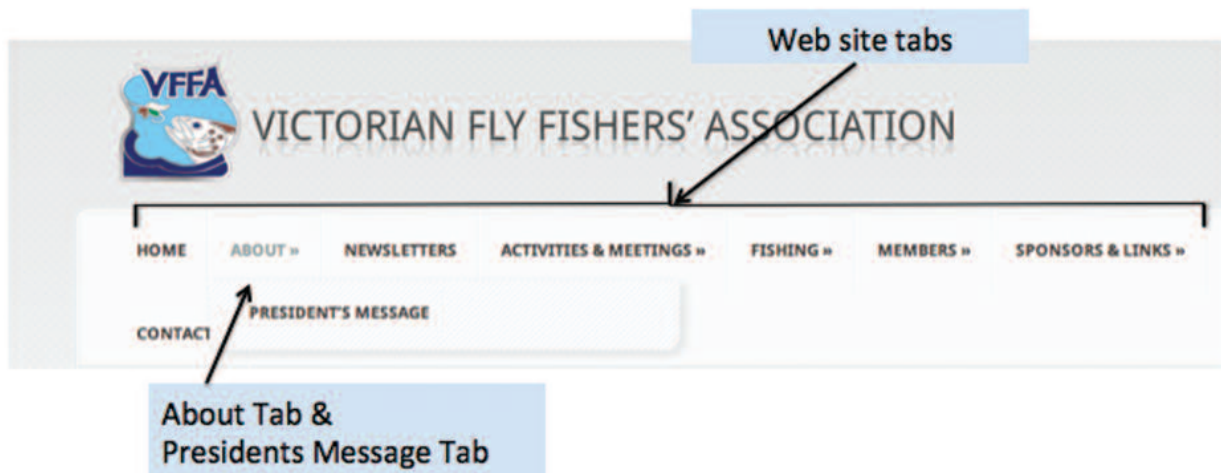 Web site tabs
VFFA
VICTORIAN FLY FISHERS' ASSOCIATION
HOME ABOUT » NEWSLETTERS ACTIVITIES & MEETINGS » FISHING » MEMBERS » SPONSORS & LINKS »
PRESIDENT'S MESSAGE
CONTACT
About Tab &
Presidents Message Tab